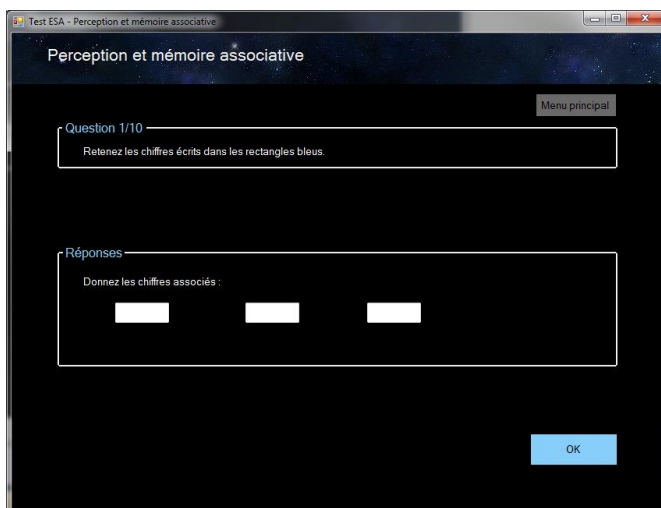 Test ESA - Perception et mémoire associative
Perception et mémoire associative
Menu principal
Question 1/10
Retenez les chiffres écrits dans les rectangles bleus.
Réponses
Donnez les chiffres associés :
OK